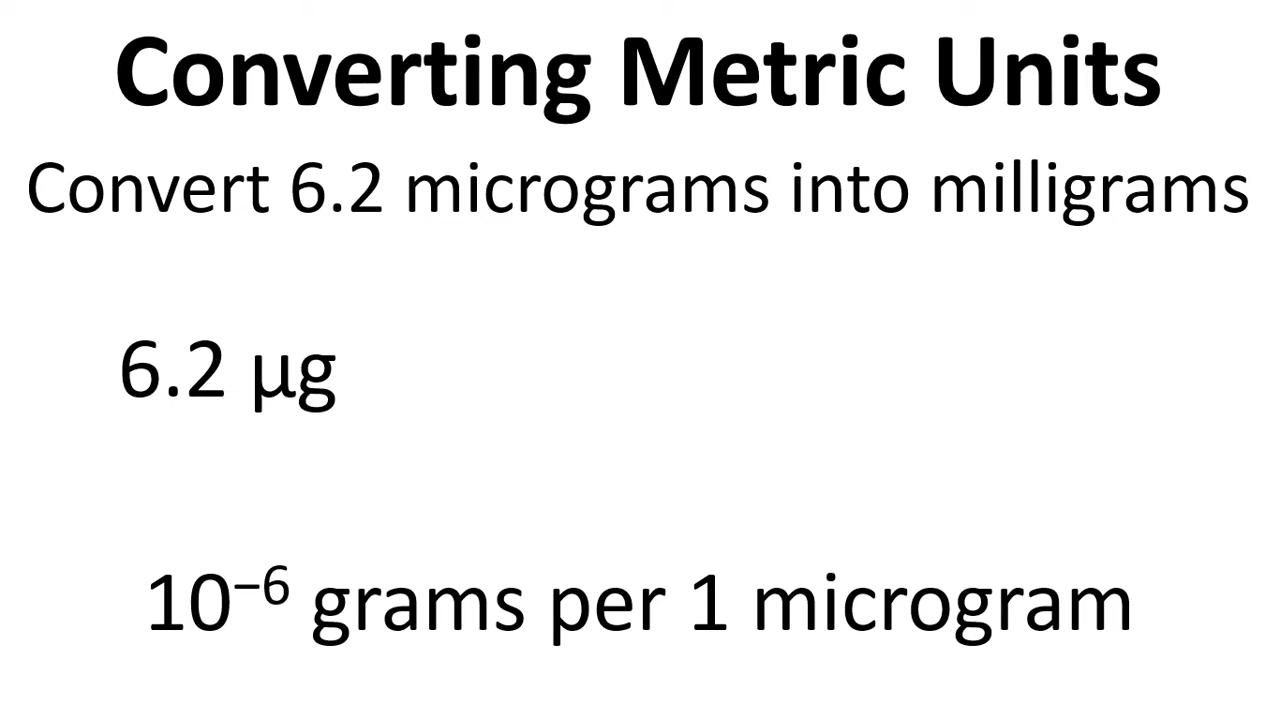 Converting Metric Units
Convert 6.2 micrograms into milligrams
6.2 μg
10⁻⁶ grams per 1 microgram